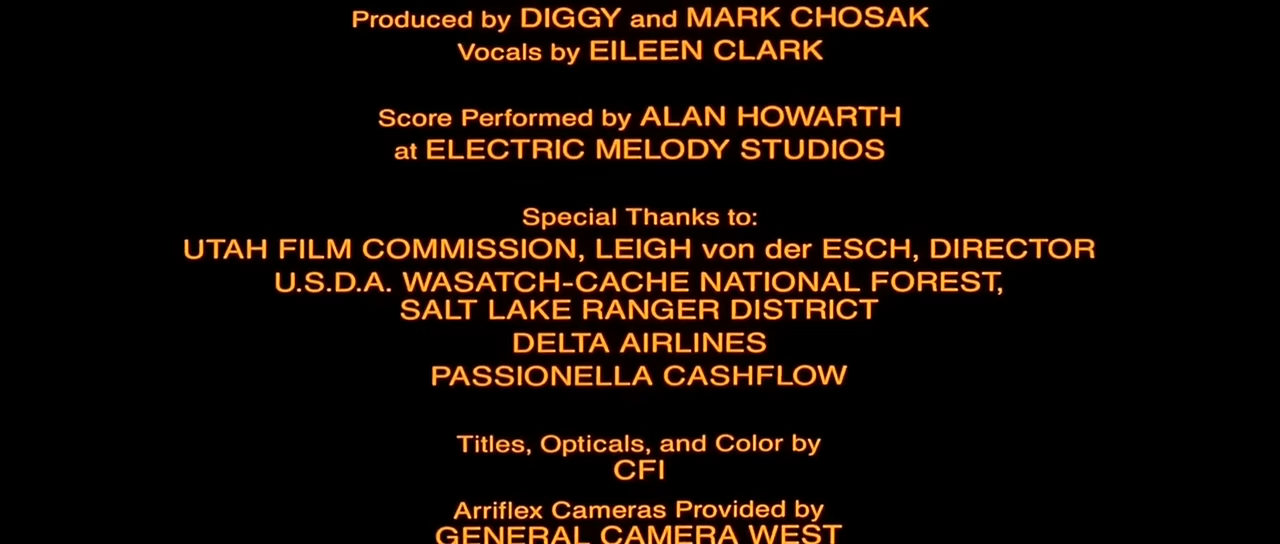 Produced by DIGGY and MARK CHOSAK
Vocals by EILEEN CLARK
Score Performed by ALAN HOWARTH
at ELECTRIC MELODY STUDIOS
Special Thanks to:
UTAH FILM COMMISSION, LEIGH von der ESCH, DIRECTOR
U.S.D.A. WASATCH-CACHE NATIONAL FOREST,
SALT LAKE RANGER DISTRICT
DELTA AIRLINES
PASSIONELLA CASHFLOW
Titles, Opticals, and Color by
CFI
Arriflex Cameras Provided by
GENERAL CAMERA WEST